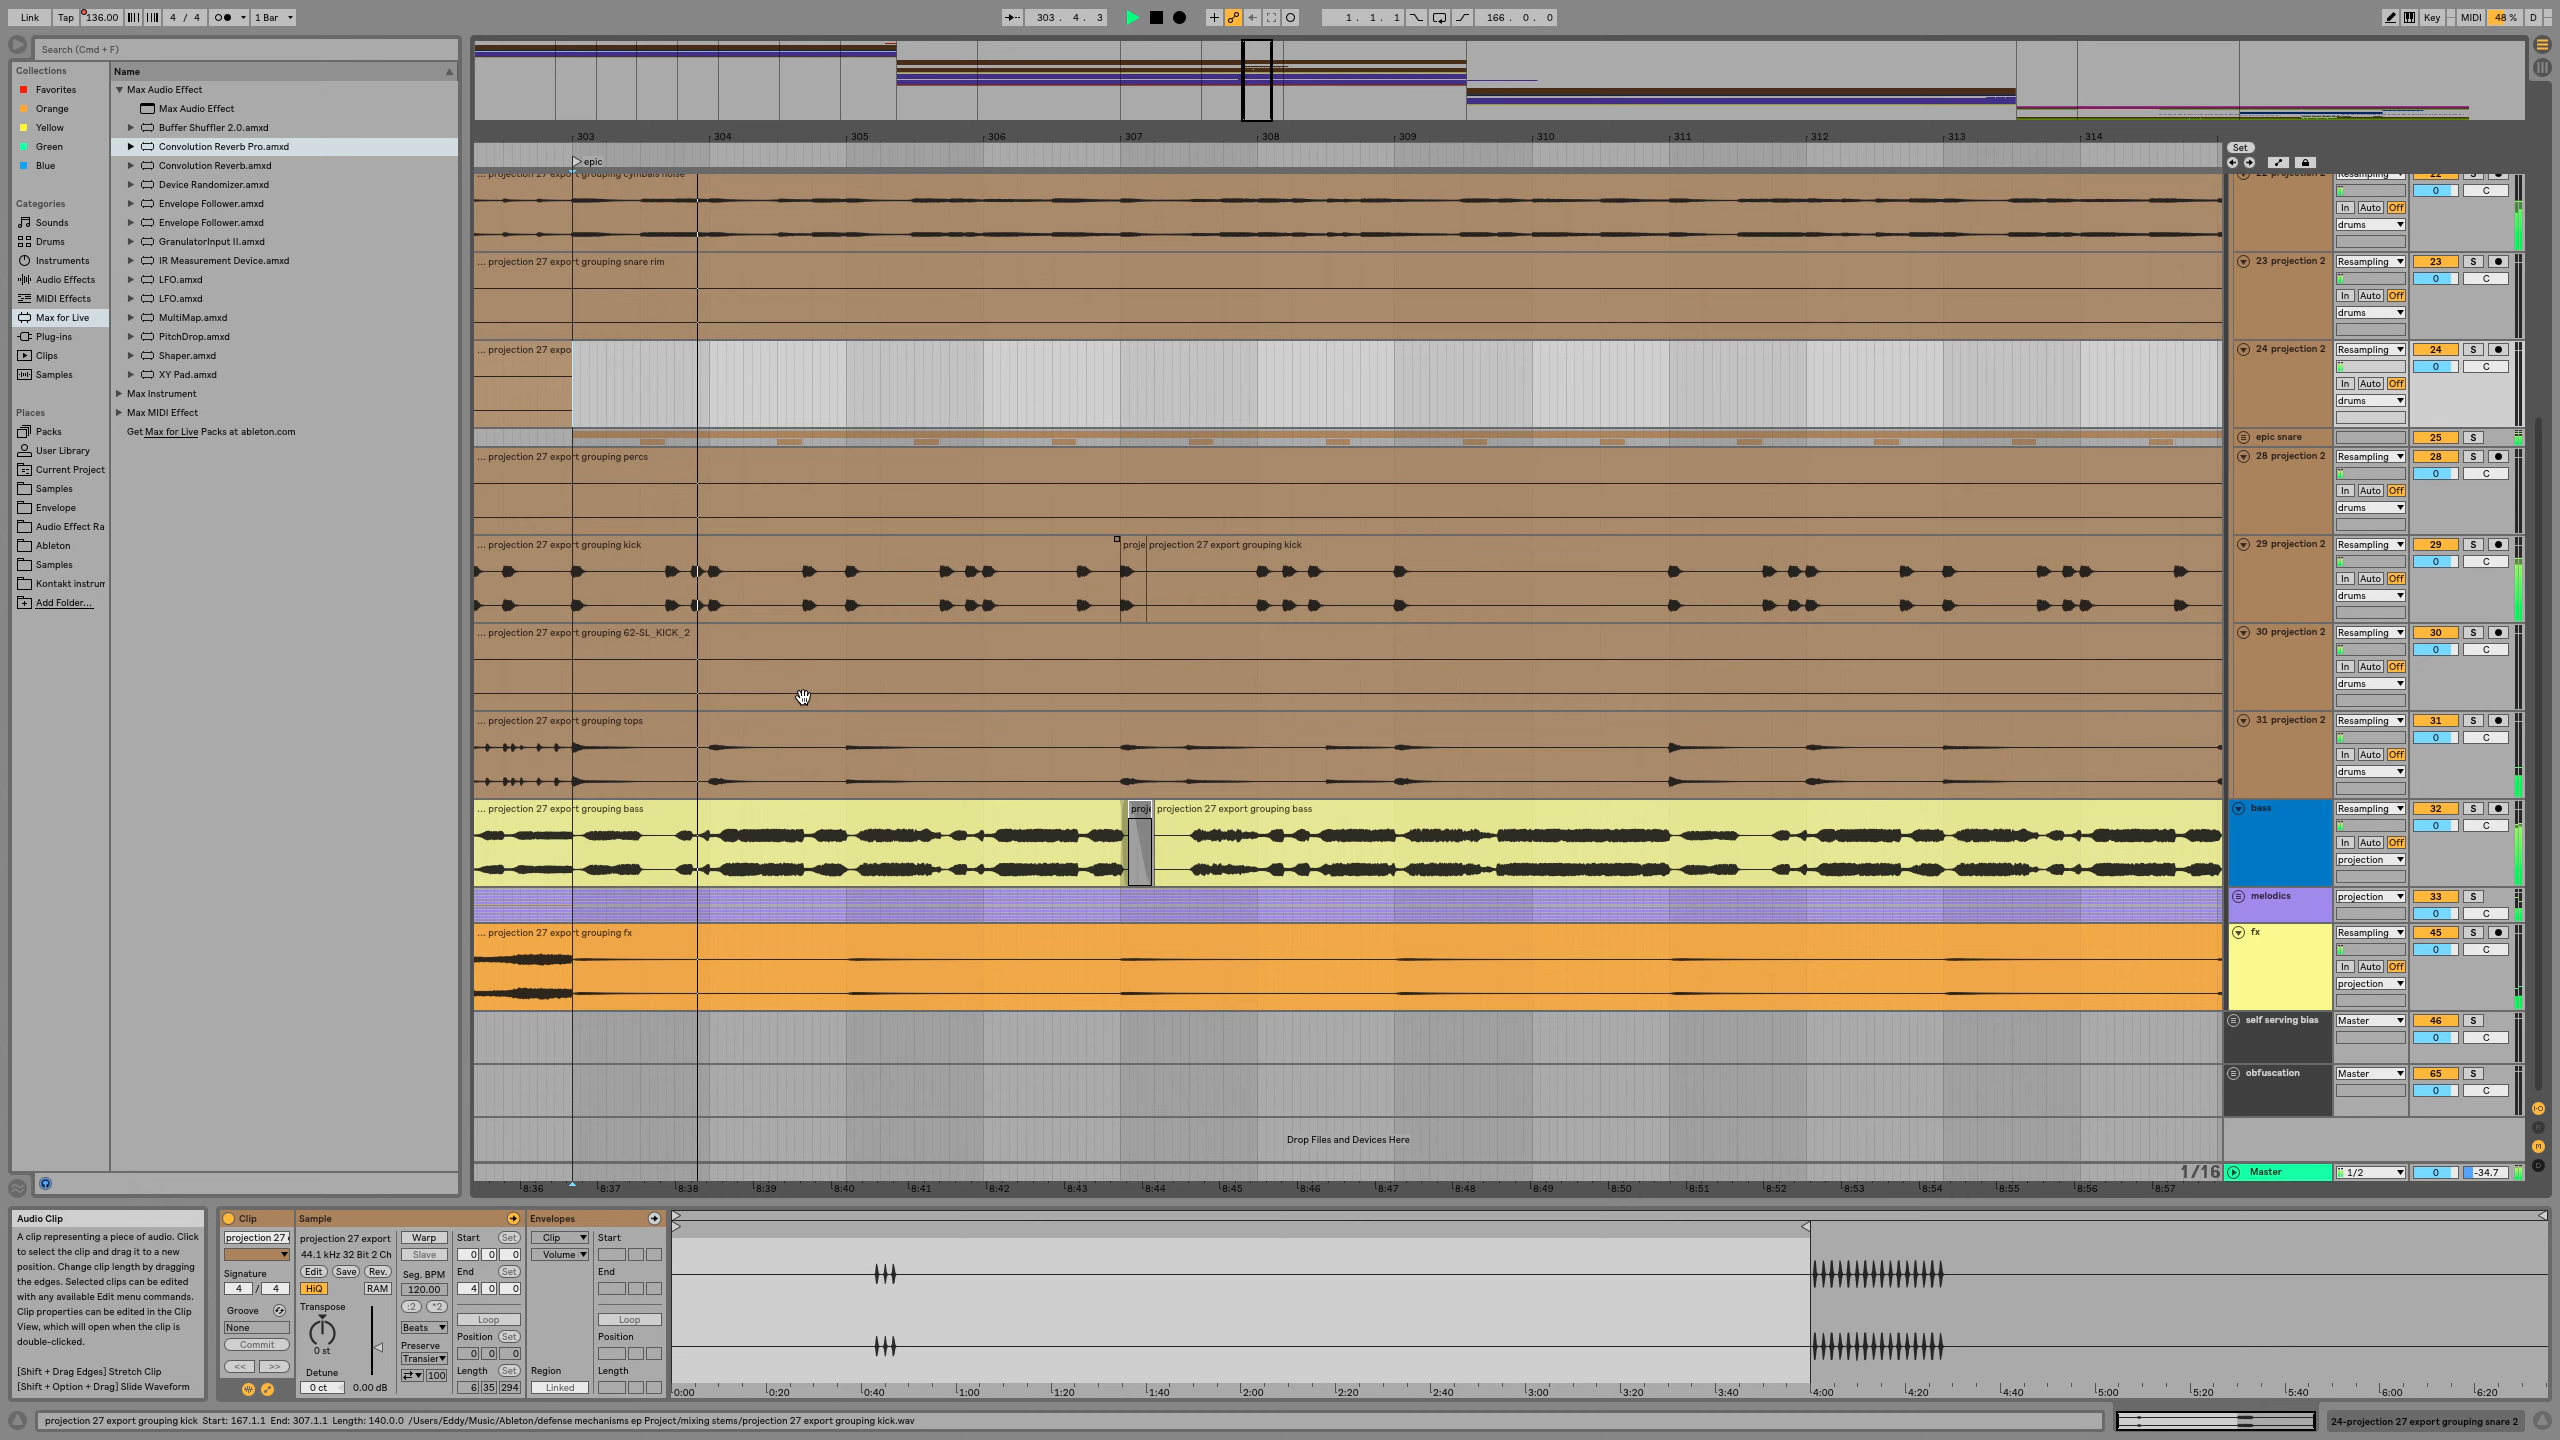 Link Tap 136.00 4 / 4 1 Bar 303 . 4 . 3 1 . 1 . 1 166 . 0 . 0 Key MIDI 48 % D
Search (Cmd + F)
Collections
Favorites
Orange
Yellow
Green
Blue
Categories
Sounds
Drums
Instruments
Audio Effects
MIDI Effects
Max for Live
Plug-ins
Clips
Samples
Places
Packs
User Library
Current Project
Samples
Envelope
Audio Effect Ra
Ableton
Samples
Kontakt instrum
Add Folder...
Name
Max Audio Effect
Max Audio Effect
Buffer Shuffler 2.0.amxd
Convolution Reverb Pro.amxd
Convolution Reverb.amxd
Device Randomizer.amxd
Envelope Follower.amxd
Envelope Follower.amxd
GranulatorInput II.amxd
IR Measurement Device.amxd
LFO.amxd
LFO.amxd
MultiMap.amxd
PitchDrop.amxd
Shaper.amxd
XY Pad.amxd
Max Instrument
Max MIDI Effect
Get Max for Live Packs at ableton.com
303 304 305 306 307 308 309 310 311 312 313 314
epic
Set
... projection 27 export grouping cymbals noise
22 projection 2 Resampling 22 S
0 C
In Auto Off
drums
... projection 27 export grouping snare rim
23 projection 2 Resampling 23 S
0 C
In Auto Off
drums
... projection 27 expo
24 projection 2 Resampling 24 S
0 C
In Auto Off
drums
epic snare 25 S
... projection 27 export grouping percs
28 projection 2 Resampling 28 S
0 C
In Auto Off
drums
... projection 27 export grouping kick proje projection 27 export grouping kick
29 projection 2 Resampling 29 S
0 C
In Auto Off
drums
... projection 27 export grouping 62-SL_KICK_2
30 projection 2 Resampling 30 S
0 C
In Auto Off
drums
... projection 27 export grouping tops
31 projection 2 Resampling 31 S
0 C
In Auto Off
drums
... projection 27 export grouping bass proje projection 27 export grouping bass
bass Resampling 32 S
0 C
In Auto Off
projection
melodics projection 33 S
0 C
... projection 27 export grouping fx
fx Resampling 45 S
0 C
In Auto Off
projection
self serving bias Master 46 S
0 C
obfuscation Master 65 S
0 C
Drop Files and Devices Here
1/16 Master 1/2 0 -34.7
8:36 8:37 8:38 8:39 8:40 8:41 8:42 8:43 8:44 8:45 8:46 8:47 8:48 8:49 8:50 8:51 8:52 8:53 8:54 8:55 8:56 8:57
Audio Clip
A clip representing a piece of audio. Click
to select the clip and drag it to a new
position. Change clip length by dragging
the edges. Selected clips can be edited
with any available Edit menu commands.
Clip properties can be edited in the Clip
View, which will open when the clip is
double-clicked.
[Shift + Drag Edges] Stretch Clip
[Shift + Option + Drag] Slide Waveform
Clip
projection 27
Signature
4 / 4
Groove
None
Commit
<< >>
Sample
projection 27 export
44.1 kHz 32 Bit 2 Ch
Edit Save Rev.
HiQ RAM
Transpose
0 st
Detune
0 ct 0.00 dB
Warp
Slave
Seg. BPM
120.00
:2 *2
Beats
Preserve
Transier
100
Start Set
0 0 0
End Set
4 0 0
Loop
Position Set
0 0 0
Length Set
6 35 294
Envelopes
Clip
Volume
Region
Linked
Start
End
Loop
Position
Length
0:00 0:20 0:40 1:00 1:20 1:40 2:00 2:20 2:40 3:00 3:20 3:40 4:00 4:20 4:40 5:00 5:20 5:40 6:00 6:20
projection 27 export grouping kick Start: 167.1.1 End: 307.1.1 Length: 140.0.0 /Users/Eddy/Music/Ableton/defense mechanisms ep Project/mixing stems/projection 27 export grouping kick.wav
24-projection 27 export grouping snare 2